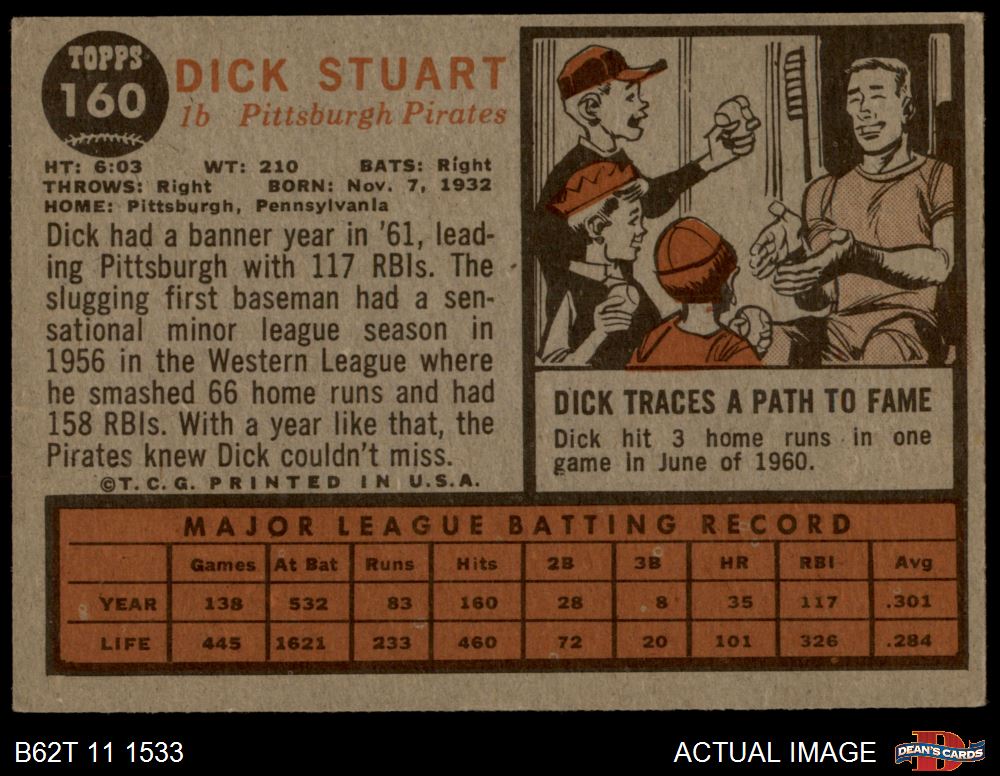 TOPPS
160
DICK STUART
1b Pittsburgh Pirates
HT: 6:03 WT: 210 BATS: Right
THROWS: Right BORN: Nov. 7, 1932
HOME: Pittsburgh, Pennsylvania
Dick had a banner year in '61, lead-
ing Pittsburgh with 117 RBIs. The
slugging first baseman had a sen-
sational minor league season in
1956 in the Western League where
he smashed 66 home runs and had
158 RBIs. With a year like that, the
Pirates knew Dick couldn't miss.
©T.C.G. PRINTED IN U.S.A.
DICK TRACES A PATH TO FAME
Dick hit 3 home runs in one
game in June of 1960.
MAJOR LEAGUE BATTING RECORD
Games At Bat Runs Hits 2B 3B HR RBI Avg
YEAR 138 532 83 160 28 8 35 117 .301
LIFE 445 1621 233 460 72 20 101 326 .284
B62T 11 1533
ACTUAL IMAGE
D
DEAN'S CARDS